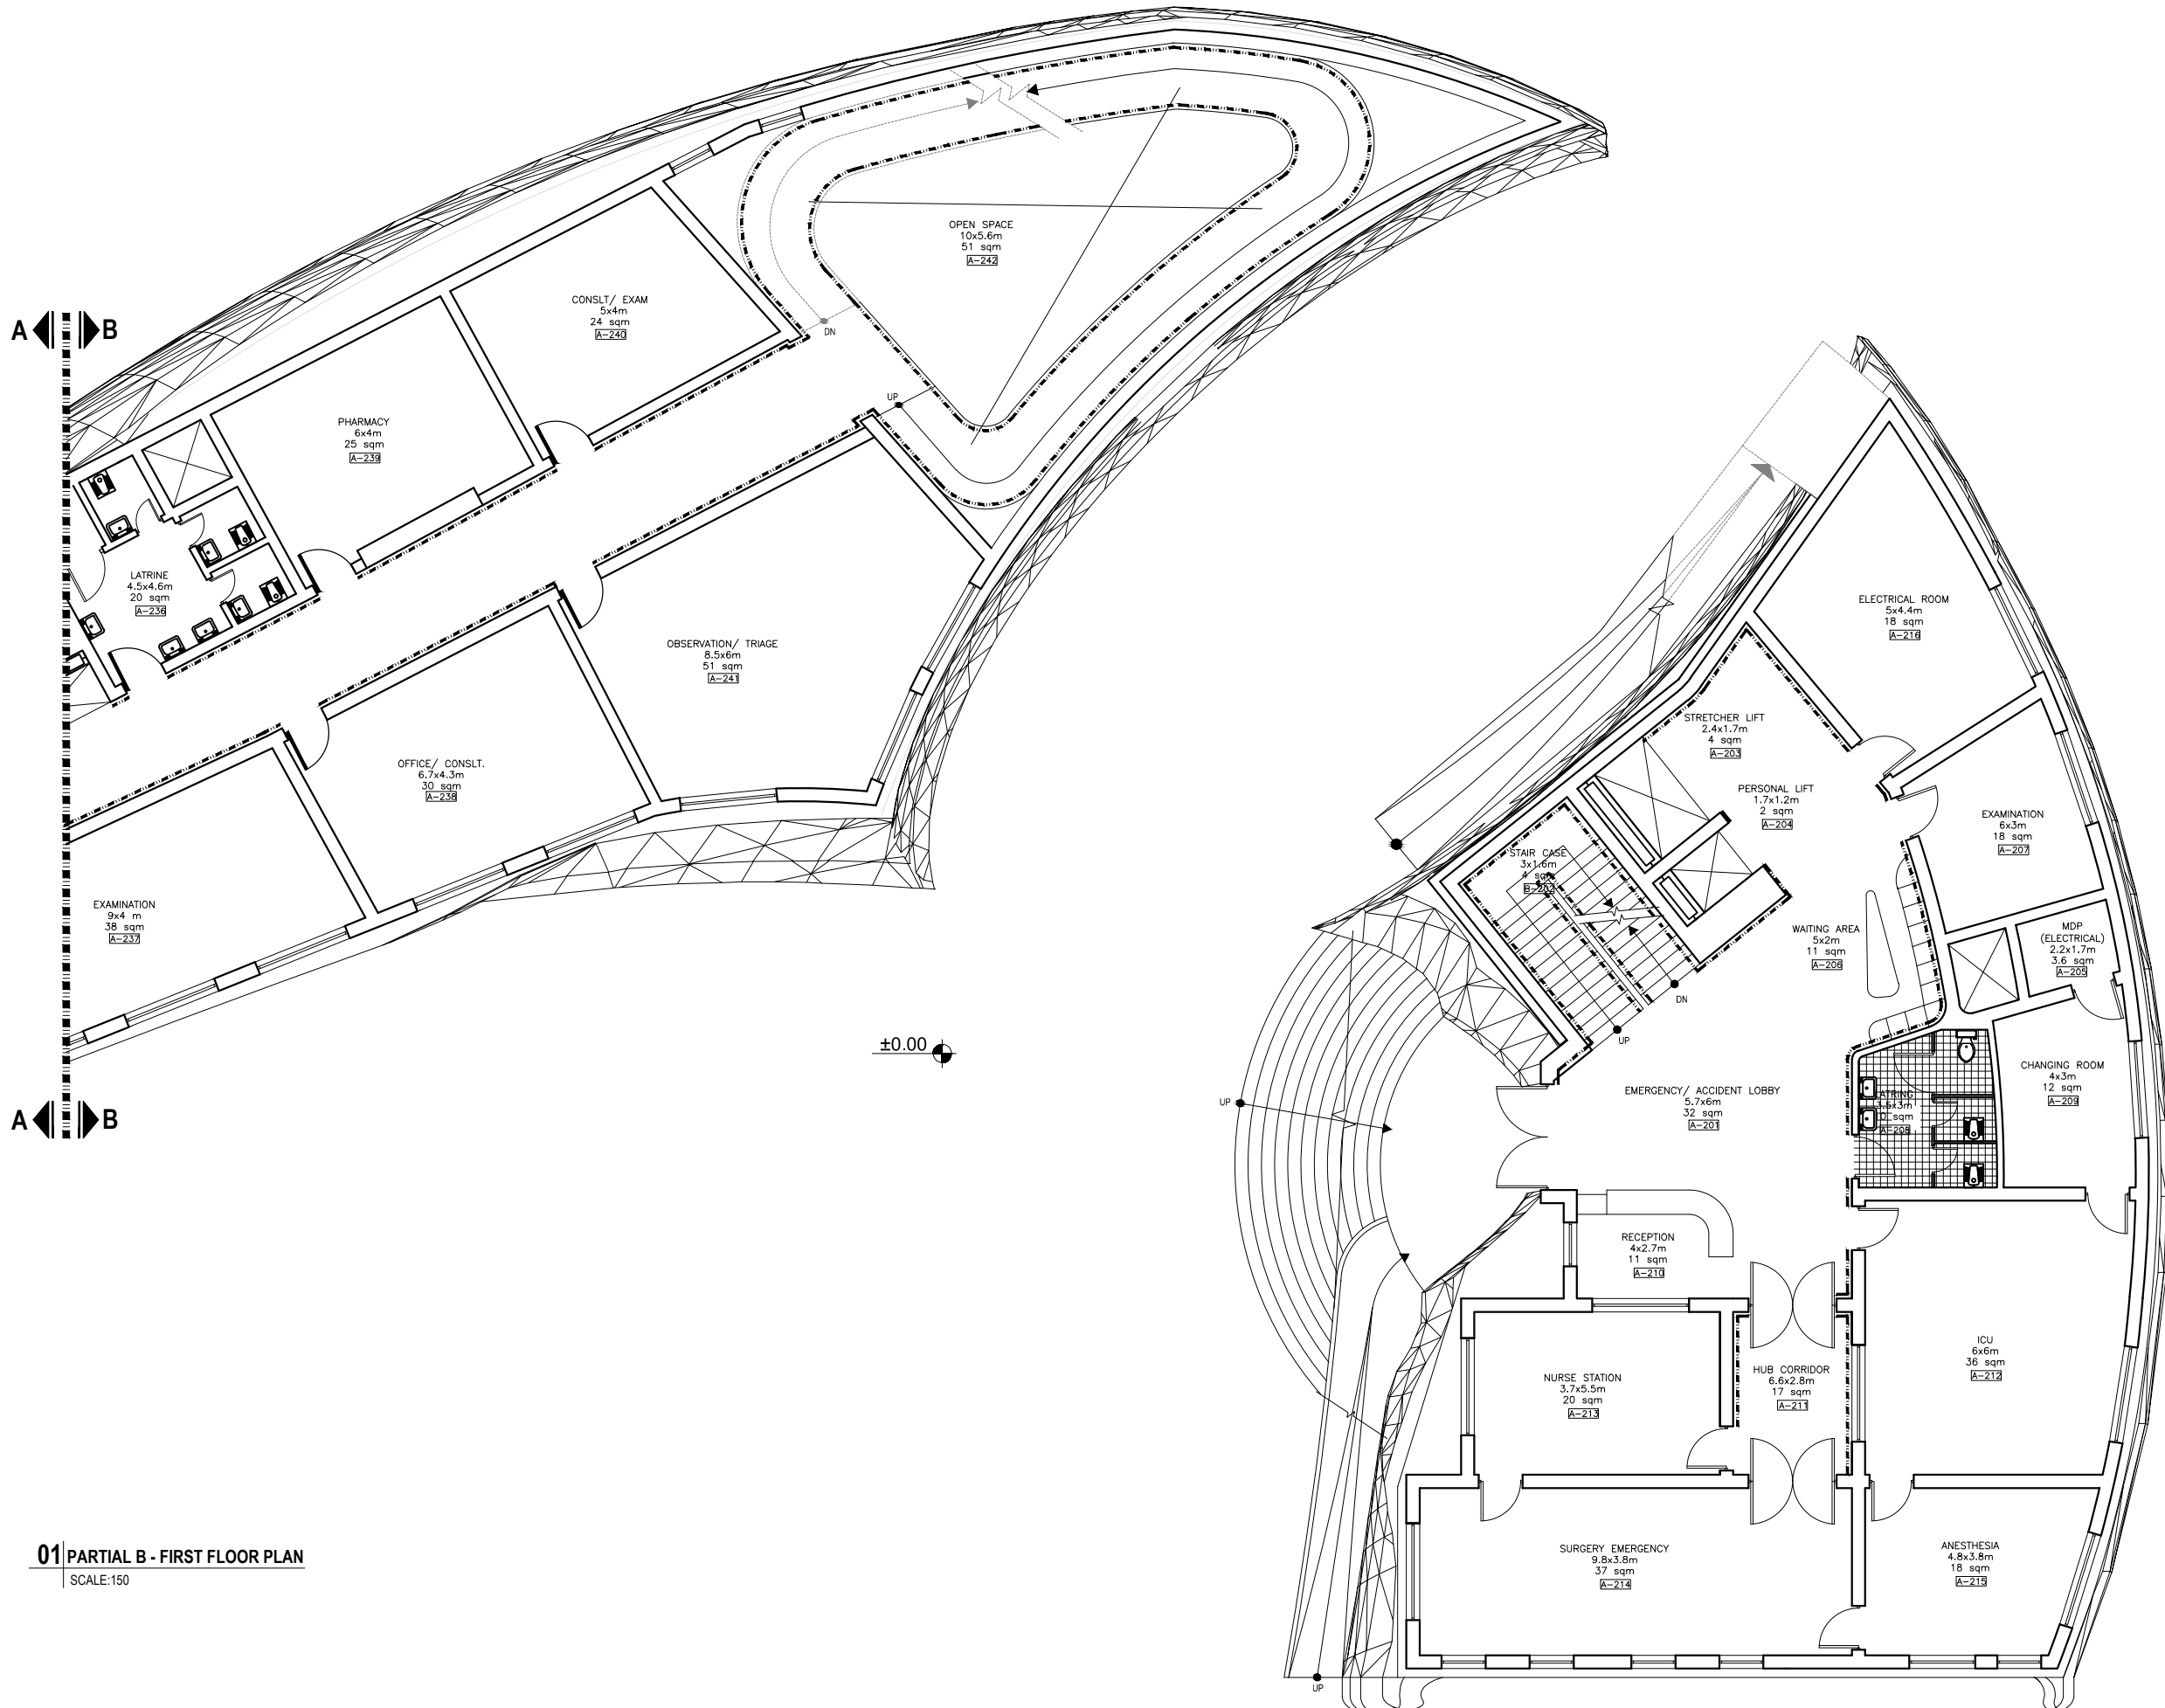 OPEN SPACE
10x5.6m
51 sqm
A-242
CONSLT/ EXAM
5x4m
24 sqm
A-240
DN
A B
UP
PHARMACY
6x4m
25 sqm
A-239
LATRINE
4.5x4.6m
20 sqm
A-236
OBSERVATION/ TRIAGE
8.5x6m
51 sqm
A-241
OFFICE/ CONSLT.
6.7x4.3m
30 sqm
A-238
EXAMINATION
9x4 m
38 sqm
A-237
±0.00
A B
ELECTRICAL ROOM
5x4.4m
18 sqm
A-216
STRETCHER LIFT
2.4x1.7m
4 sqm
A-203
PERSONAL LIFT
1.7x1.2m
2 sqm
A-204
EXAMINATION
6x3m
18 sqm
A-207
STAIR CASE
3x1.6m
4 sqm
B-202
WAITING AREA
5x2m
11 sqm
A-206
MDP
(ELECTRICAL)
2.2x1.7m
3.6 sqm
A-205
DN
UP
CHANGING ROOM
4x3m
12 sqm
A-209
EMERGENCY/ ACCIDENT LOBBY
5.7x6m
32 sqm
A-201
UP
A-208
RECEPTION
4x2.7m
11 sqm
A-210
ICU
6x6m
36 sqm
A-212
HUB CORRIDOR
6.6x2.8m
17 sqm
A-211
NURSE STATION
3.7x5.5m
20 sqm
A-213
SURGERY EMERGENCY
9.8x3.8m
37 sqm
A-214
ANESTHESIA
4.8x3.8m
18 sqm
A-215
UP
01 PARTIAL B - FIRST FLOOR PLAN
SCALE:150